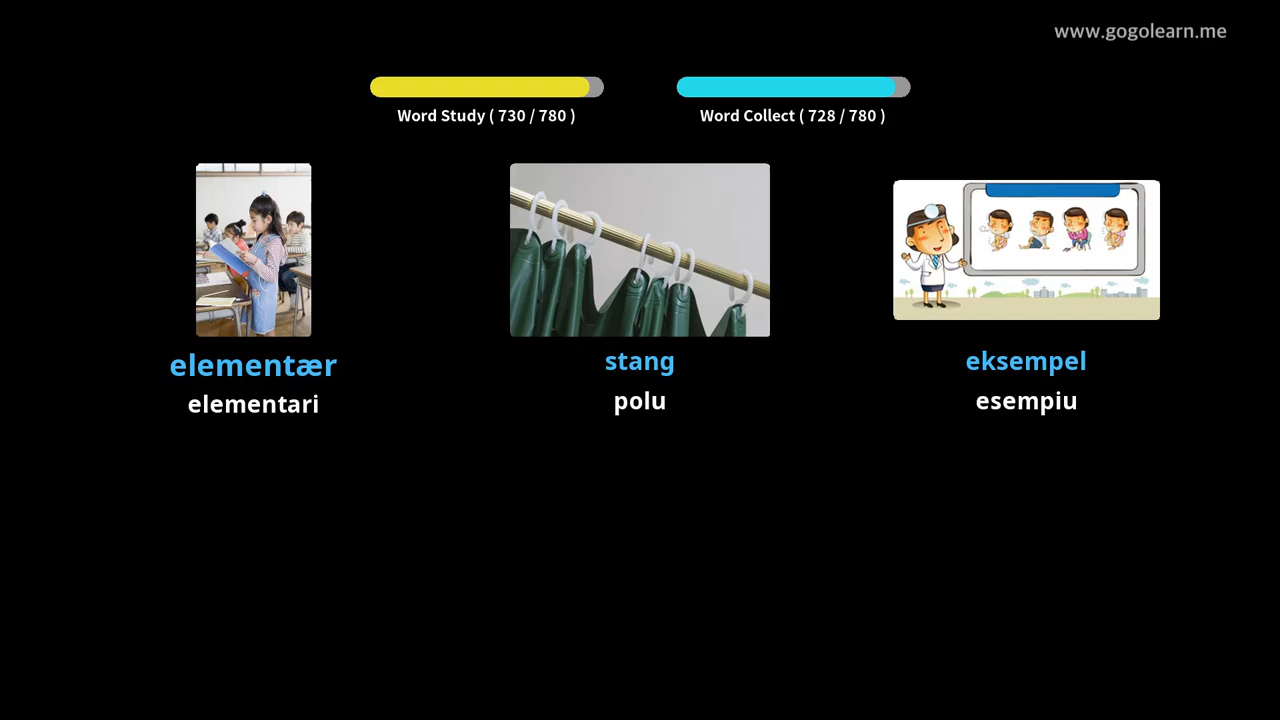 www.gogolearn.me
Word Study ( 730 / 780 )
Word Collect ( 728 / 780 )
elementær
elementari
stang
polu
eksempel
esempiu